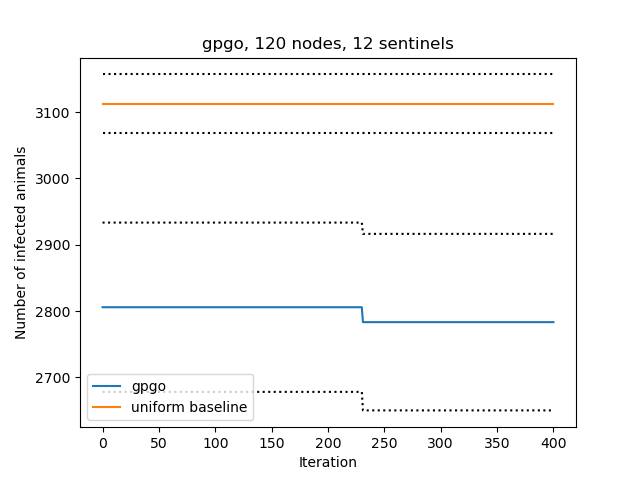 gpgo, 120 nodes, 12 sentinels
Number of infected animals
3100
3000
2900
2800
2700
gpgo
uniform baseline
0 50 100 150 200 250 300 350 400
Iteration